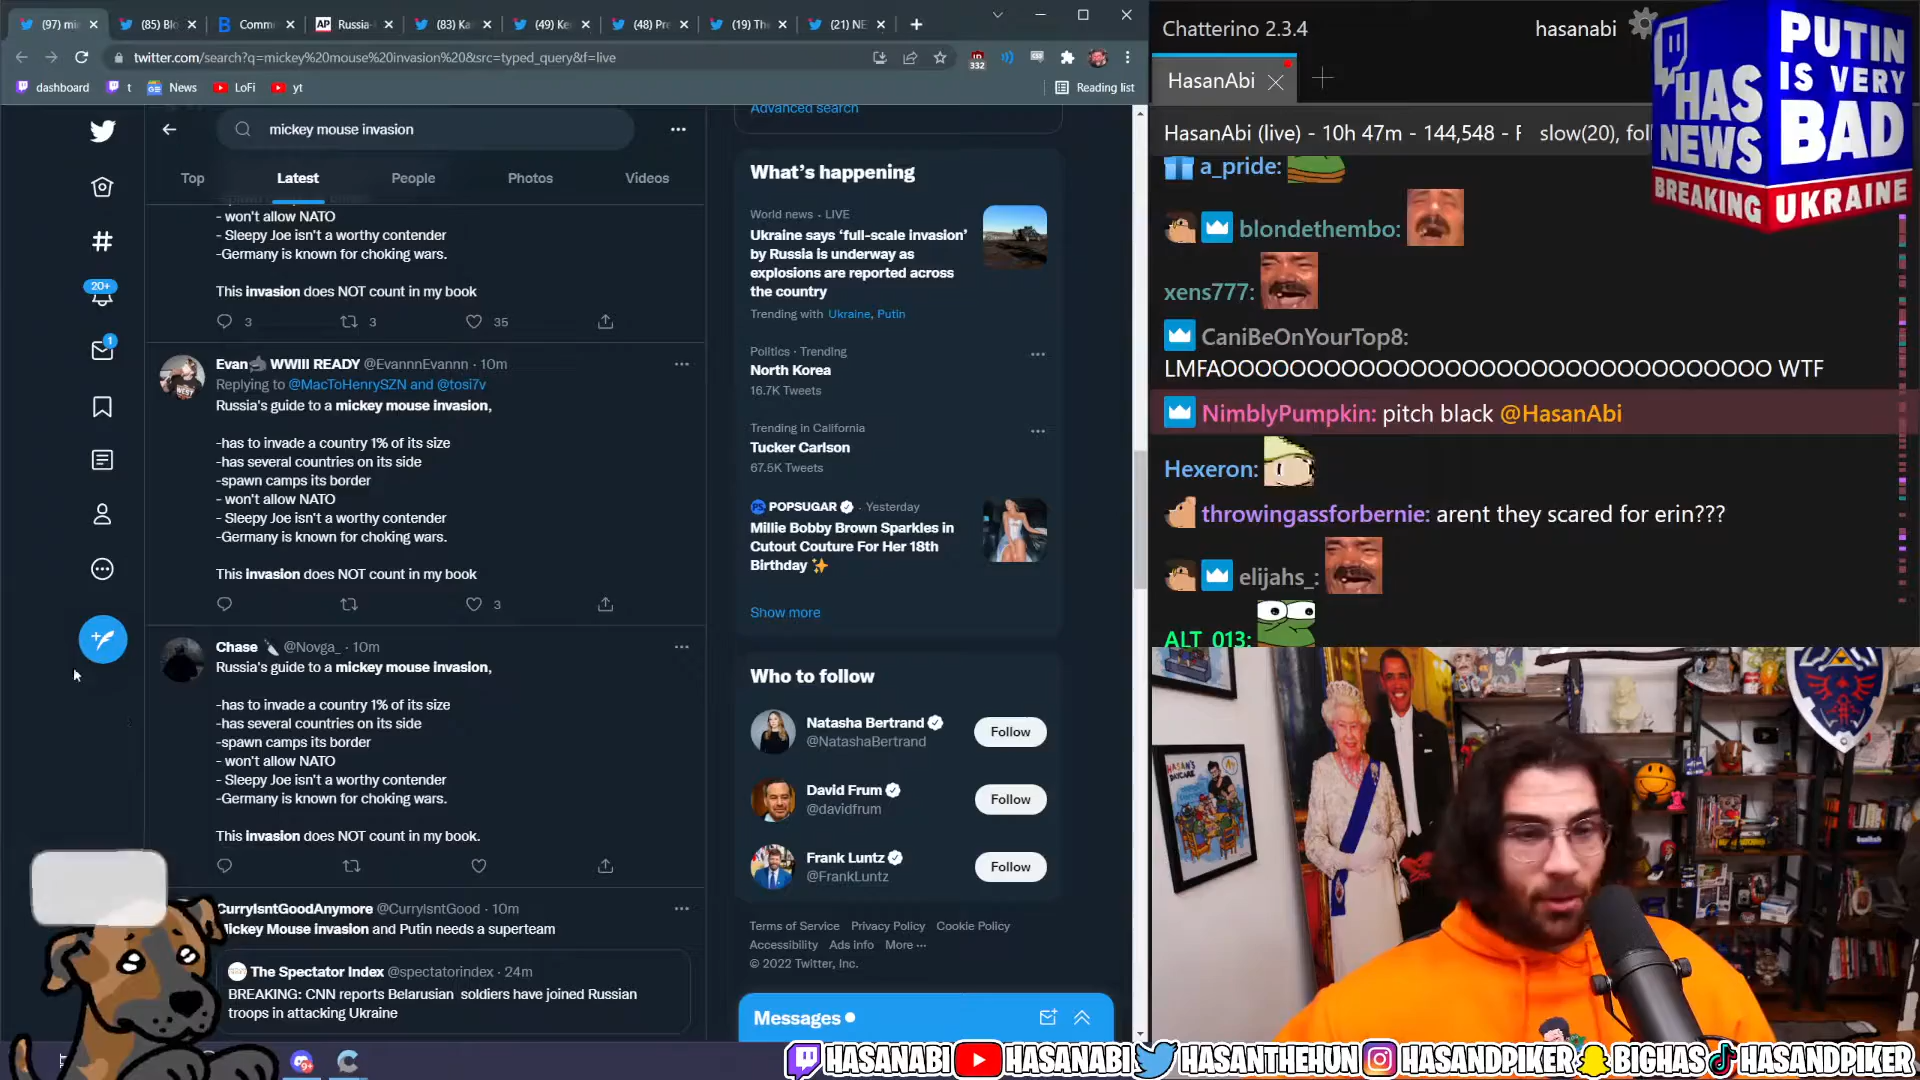 (97) mi
(85) Blo
Comm
AP Russia-
(83) Ka
(49) Ke
(48) Pre
(19) Th
(21) NE
twitter.com/search?q=mickey%20mouse%20invasion%20&src=typed_query&f=live
332
dashboard
t
News
LoFi
yt
Reading list
mickey mouse invasion
Top
Latest
People
Photos
Videos
20+
1
- won't allow NATO
- Sleepy Joe isn't a worthy contender
-Germany is known for choking wars.
This invasion does NOT count in my book
3
3
35
Evan WWIII READY @EvannnEvannn · 10m
Replying to @MacToHenrySZN and @tosi7v
Russia's guide to a mickey mouse invasion,
-has to invade a country 1% of its size
-has several countries on its side
-spawn camps its border
- won't allow NATO
- Sleepy Joe isn't a worthy contender
-Germany is known for choking wars.
This invasion does NOT count in my book
3
Chase @Novga_ · 10m
Russia's guide to a mickey mouse invasion,
-has to invade a country 1% of its size
-has several countries on its side
-spawn camps its border
- won't allow NATO
- Sleepy Joe isn't a worthy contender
-Germany is known for choking wars.
This invasion does NOT count in my book.
CurryIsntGoodAnymore @CurryIsntGood · 10m
Mickey Mouse invasion and Putin needs a superteam
The Spectator Index @spectatorindex · 24m
BREAKING: CNN reports Belarusian soldiers have joined Russian
troops in attacking Ukraine
Advanced search
What's happening
World news · LIVE
Ukraine says 'full-scale invasion'
by Russia is underway as
explosions are reported across
the country
Trending with Ukraine, Putin
Politics · Trending
North Korea
16.7K Tweets
Trending in California
Tucker Carlson
67.5K Tweets
POPSUGAR · Yesterday
Millie Bobby Brown Sparkles in
Cutout Couture For Her 18th
Birthday ✨
Show more
Who to follow
Natasha Bertrand
@NatashaBertrand
Follow
David Frum
@davidfrum
Follow
Frank Luntz
@FrankLuntz
Follow
Terms of Service Privacy Policy Cookie Policy
Accessibility Ads info More ···
© 2022 Twitter, Inc.
Messages
Chatterino 2.3.4
hasanabi
HasanAbi
HasanAbi (live) - 10h 47m - 144,548 - F slow(20), fol
HAS
NEWS
BREAKING
PUTIN
IS VERY
BAD
UKRAINE
a_pride:
blondethembo:
xens777:
CaniBeOnYourTop8:
LMFAOOOOOOOOOOOOOOOOOOOOOOOOOOOOOOOO WTF
NimblyPumpkin: pitch black @HasanAbi
Hexeron:
throwingassforbernie: arent they scared for erin???
elijahs_:
ALT_013:
HASANABI HASANABI HASANTHEHUN HASANDPIKER BIGHAS HASANDPIKER